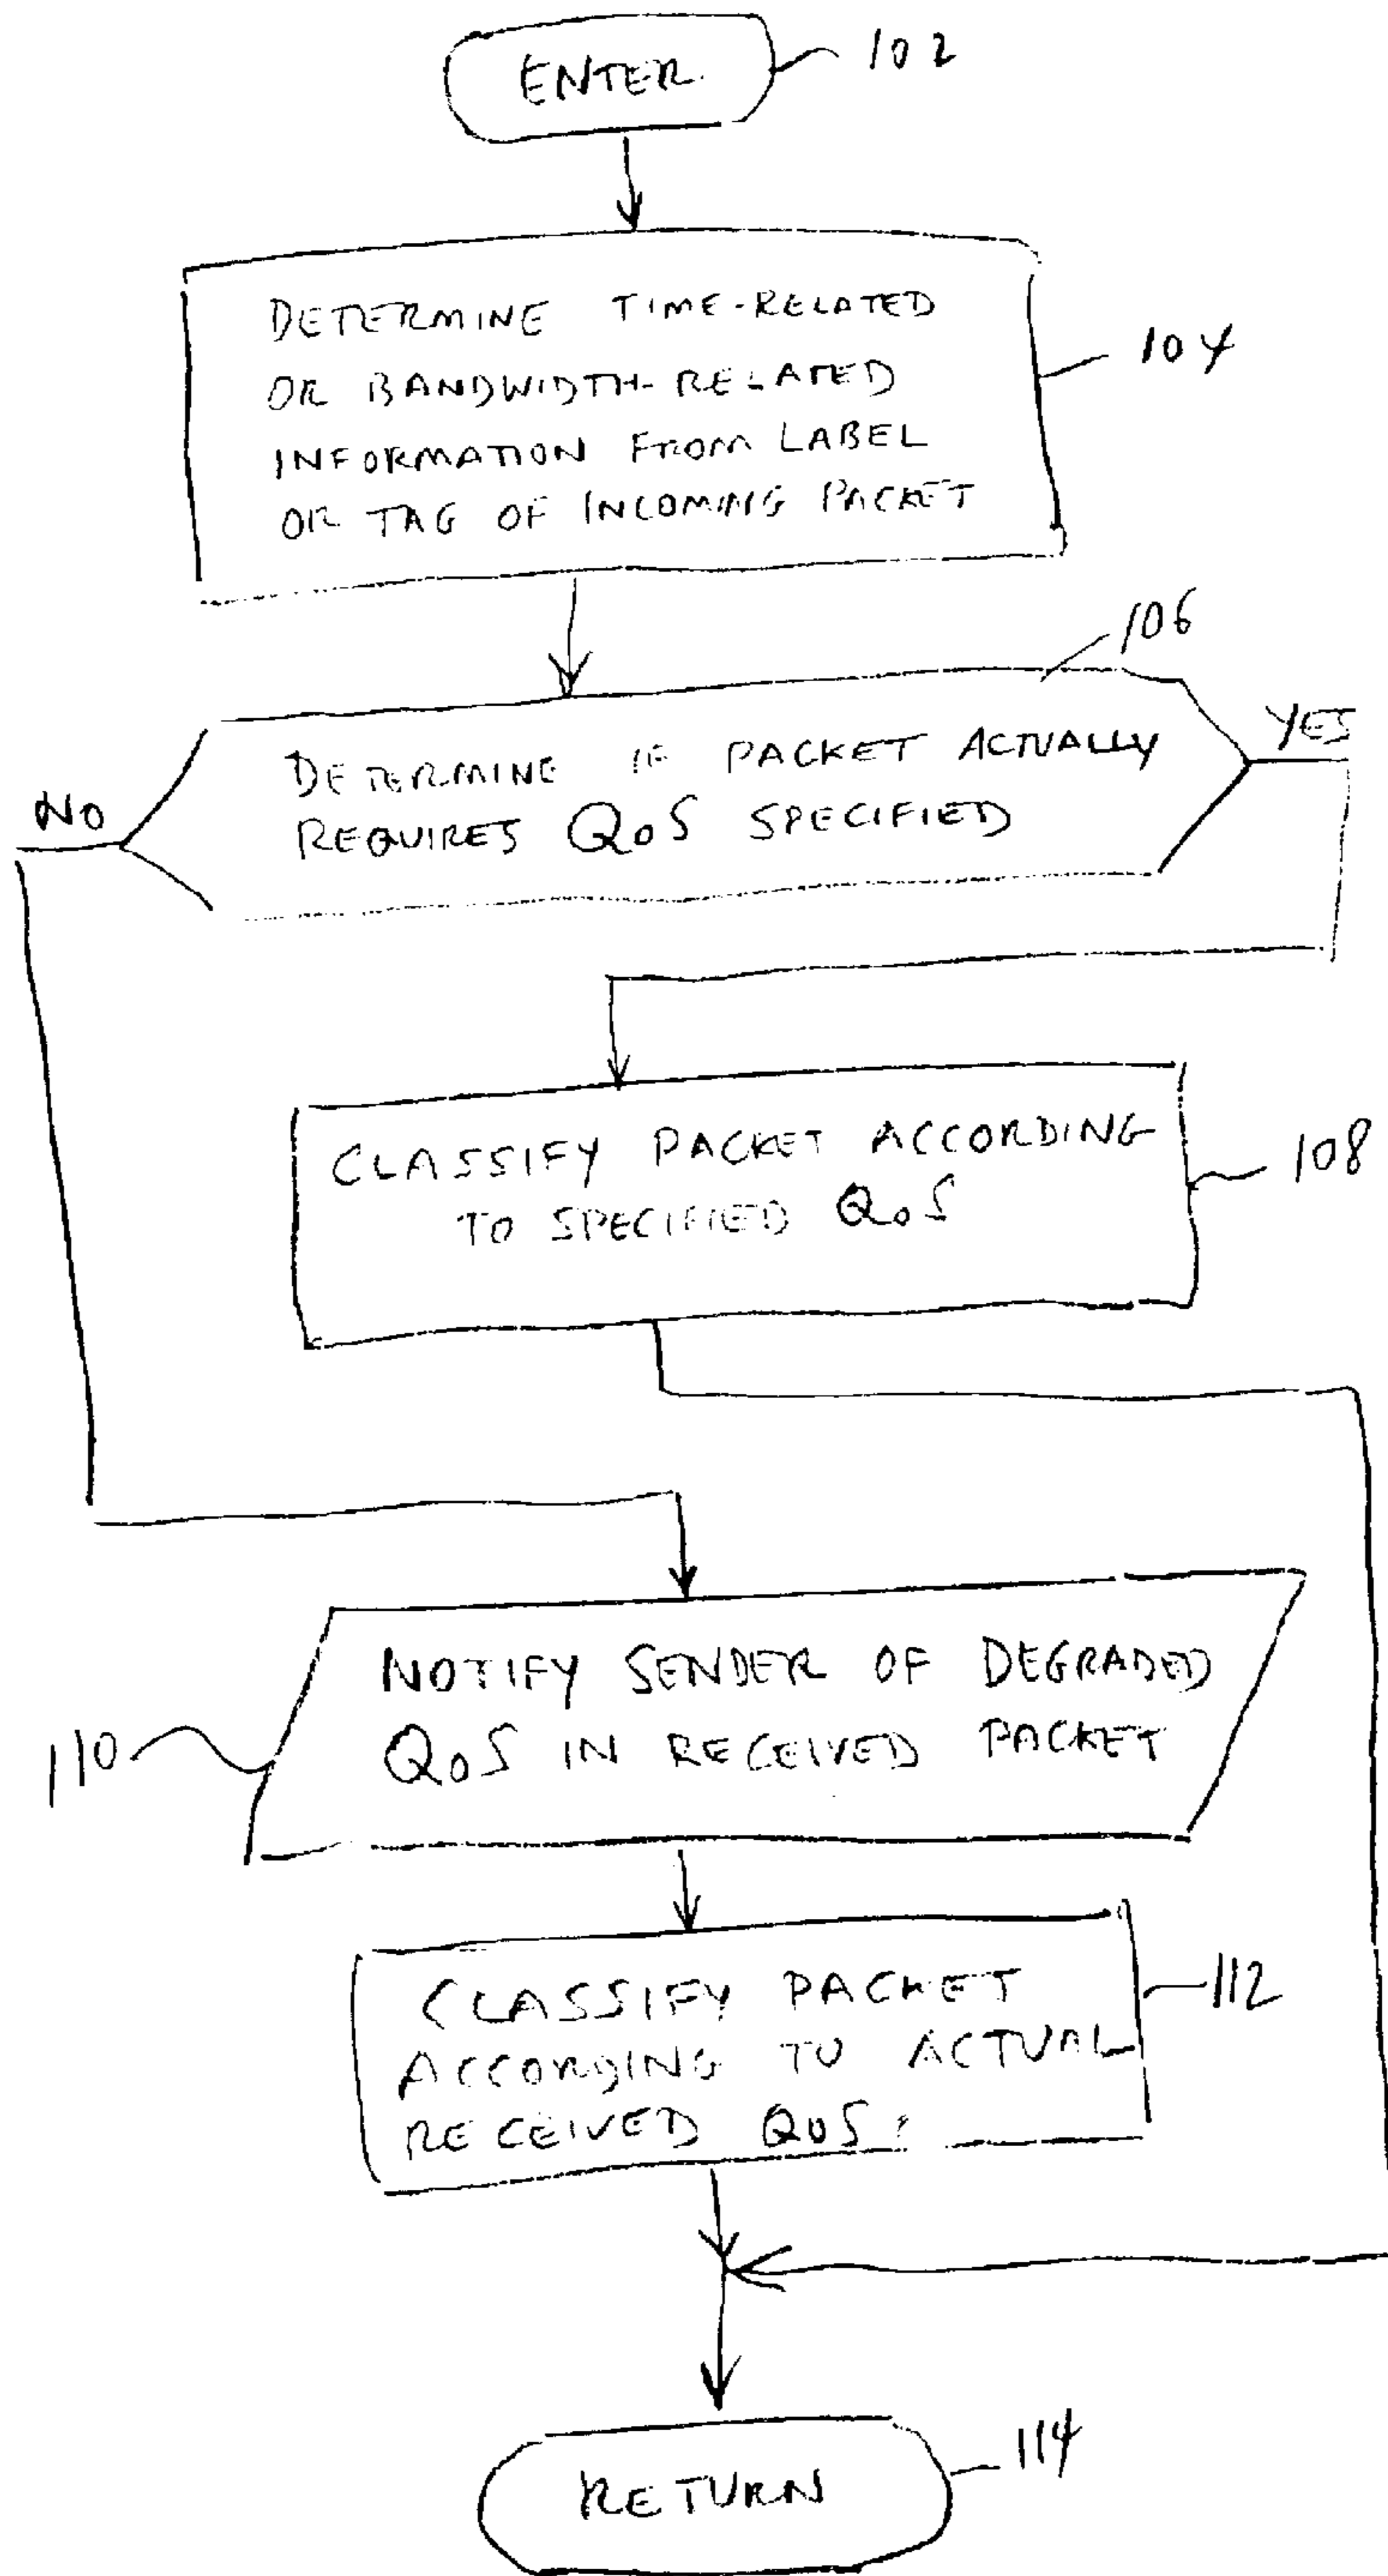 ENTER
102
DETERMINE TIME-RELATED
OR BANDWIDTH-RELATED
INFORMATION FROM LABEL
OR TAG OF INCOMING PACKET
104
106
DETERMINE IF PACKET ACTUALLY
REQUIRES QoS SPECIFIED
NO
YES
CLASSIFY PACKET ACCORDING
TO SPECIFIED QoS
108
NOTIFY SENDER OF DEGRADED
QoS IN RECEIVED PACKET
110
CLASSIFY PACKET
ACCORDING TO ACTUAL
RECEIVED QoS
112
RETURN
114